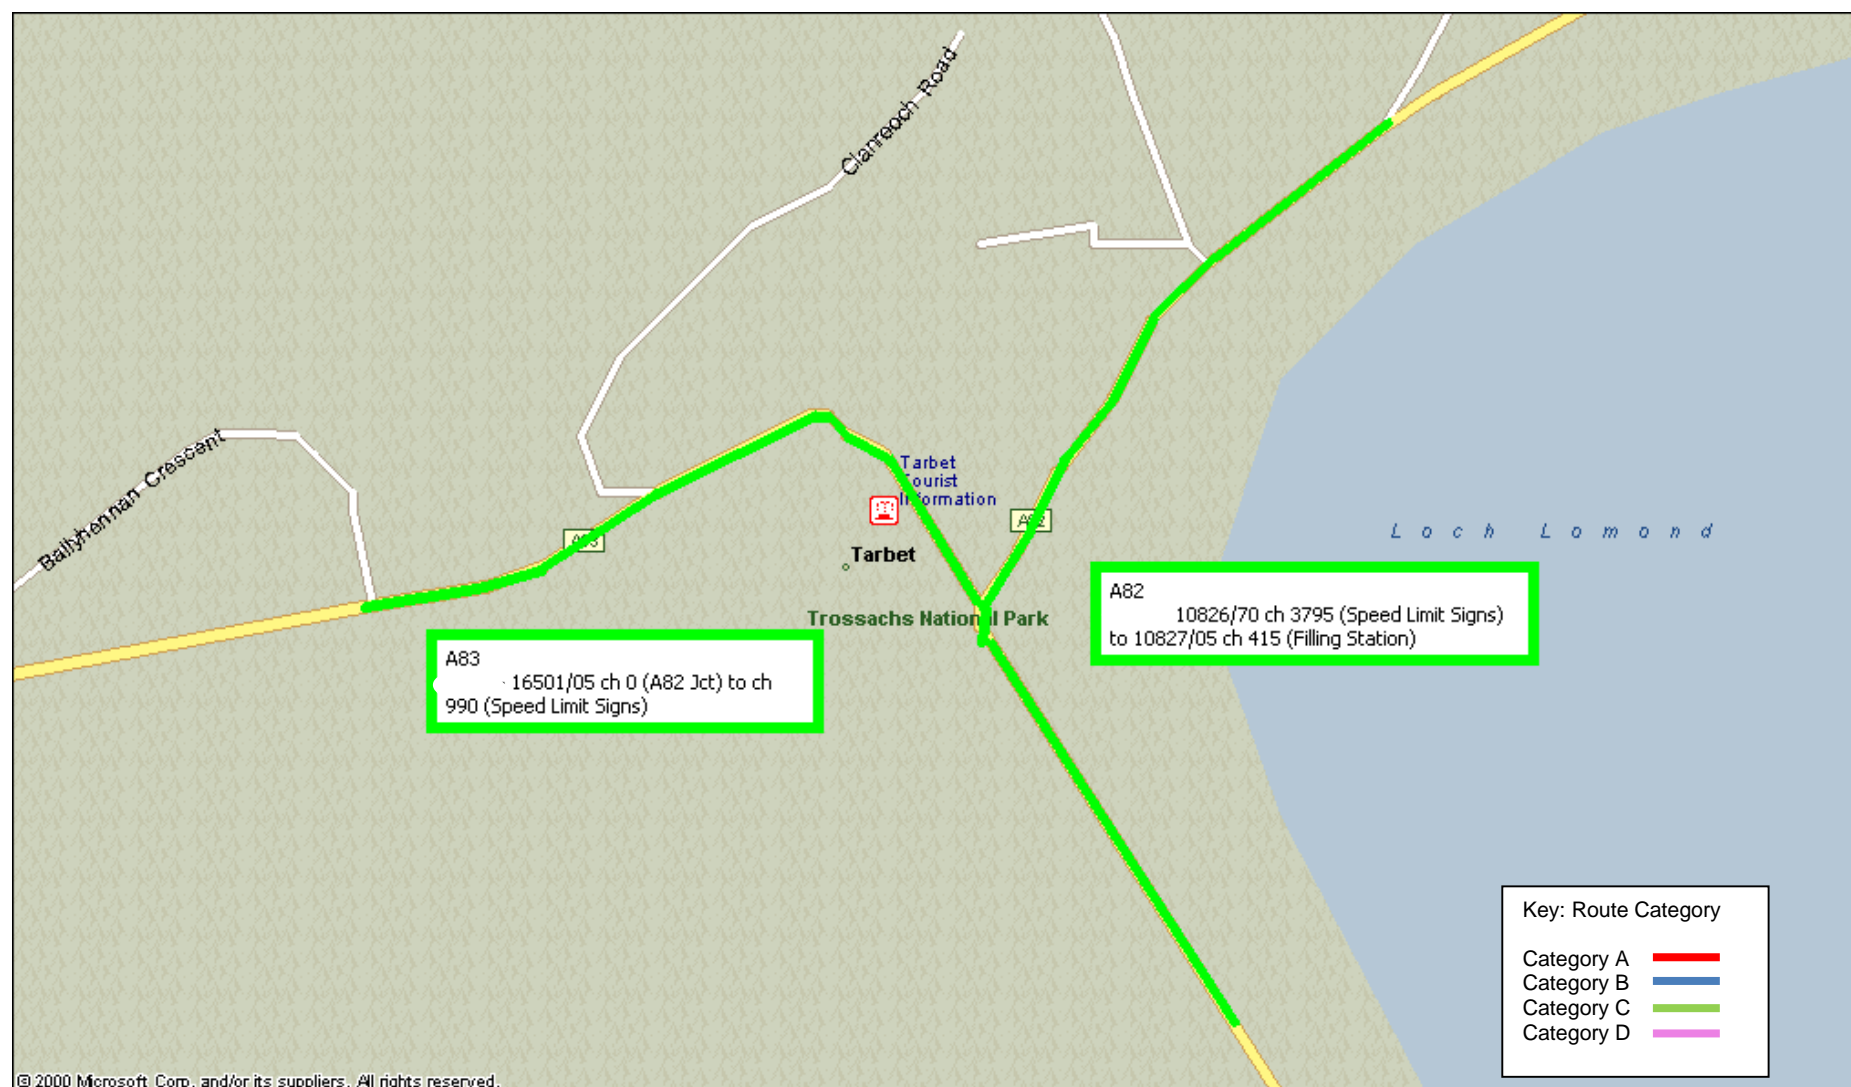 Clanreoch Road
Ballyhennan Crescent
Tarbet
Tourist
Information
A83
A82
Tarbet
Loch Lomond
Trossachs National Park
A82
10826/70 ch 3795 (Speed Limit Signs)
to 10827/05 ch 415 (Filling Station)
A83
16501/05 ch 0 (A82 Jct) to ch
990 (Speed Limit Signs)
Key: Route Category
Category A
Category B
Category C
Category D
© 2000 Microsoft Corp. and/or its suppliers. All rights reserved.